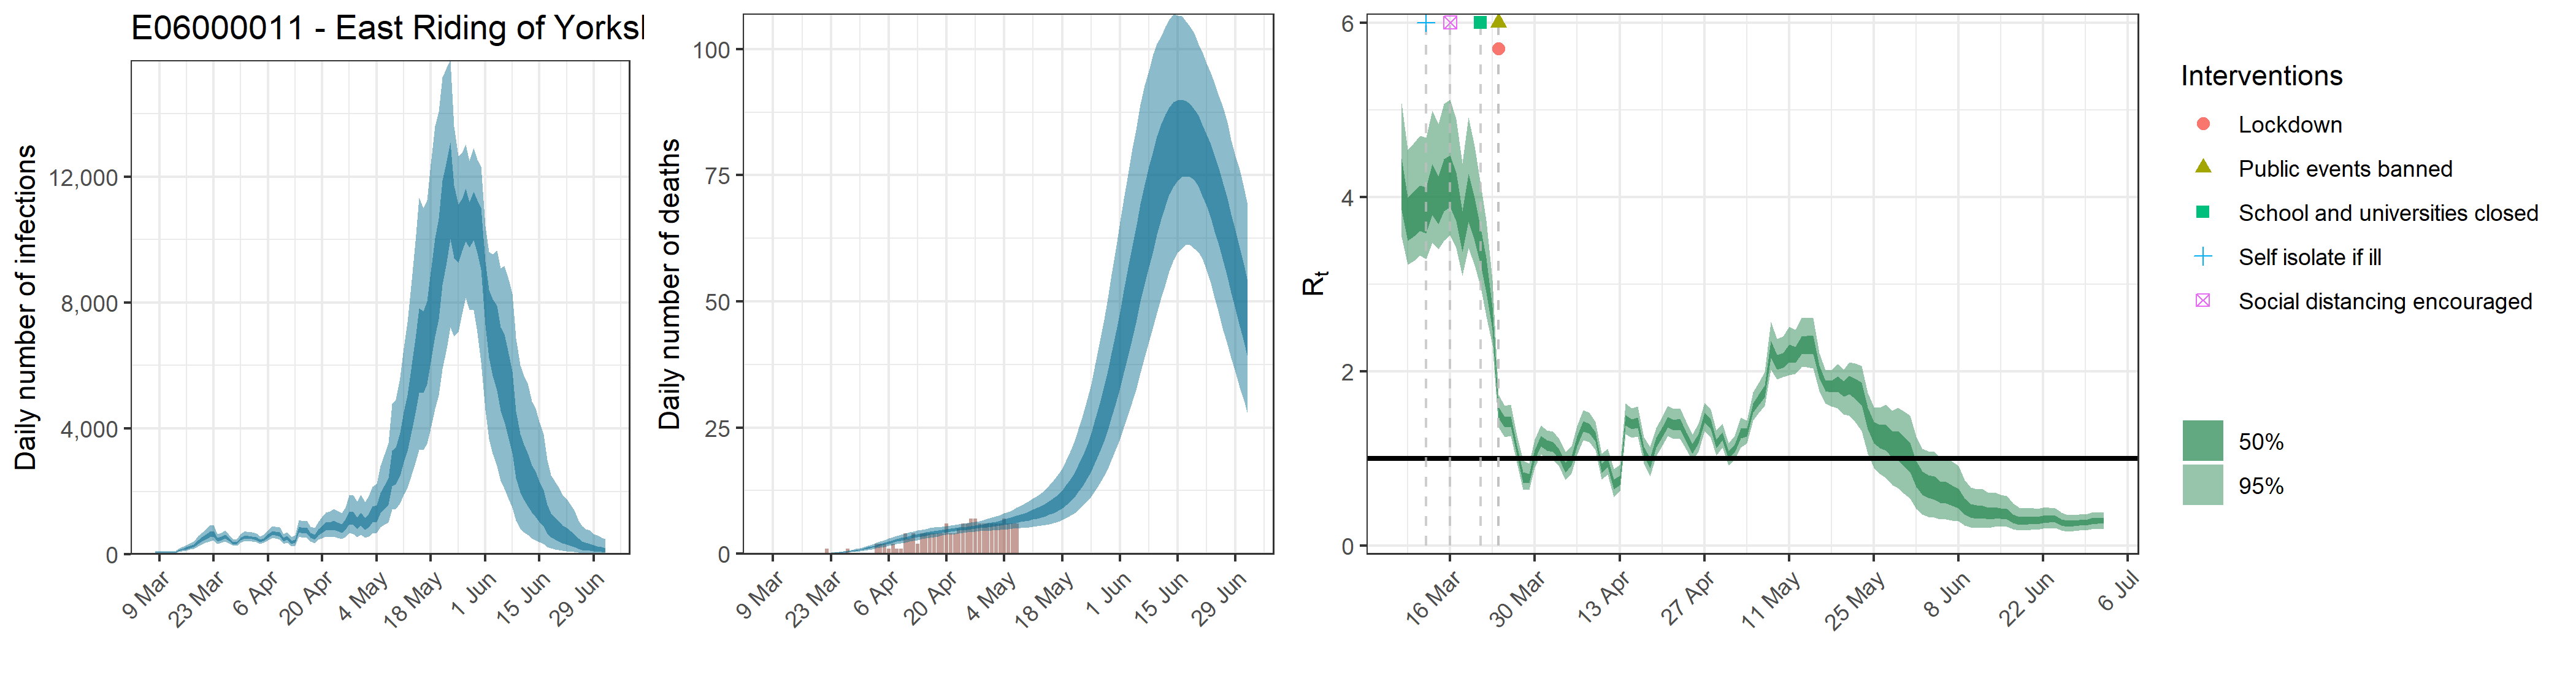 E06000011 - East Riding of Yorks
Daily number of infections
12,000
8,000
4,000
0
9 Mar
23 Mar
6 Apr
20 Apr
4 May
18 May
1 Jun
15 Jun
29 Jun
Daily number of deaths
100
75
50
25
0
9 Mar
23 Mar
6 Apr
20 Apr
4 May
18 May
1 Jun
15 Jun
29 Jun
Rt
6
4
2
0
16 Mar
30 Mar
13 Apr
27 Apr
11 May
25 May
8 Jun
22 Jun
6 Jul
Interventions
Lockdown
Public events banned
School and universities closed
Self isolate if ill
Social distancing encouraged
50%
95%